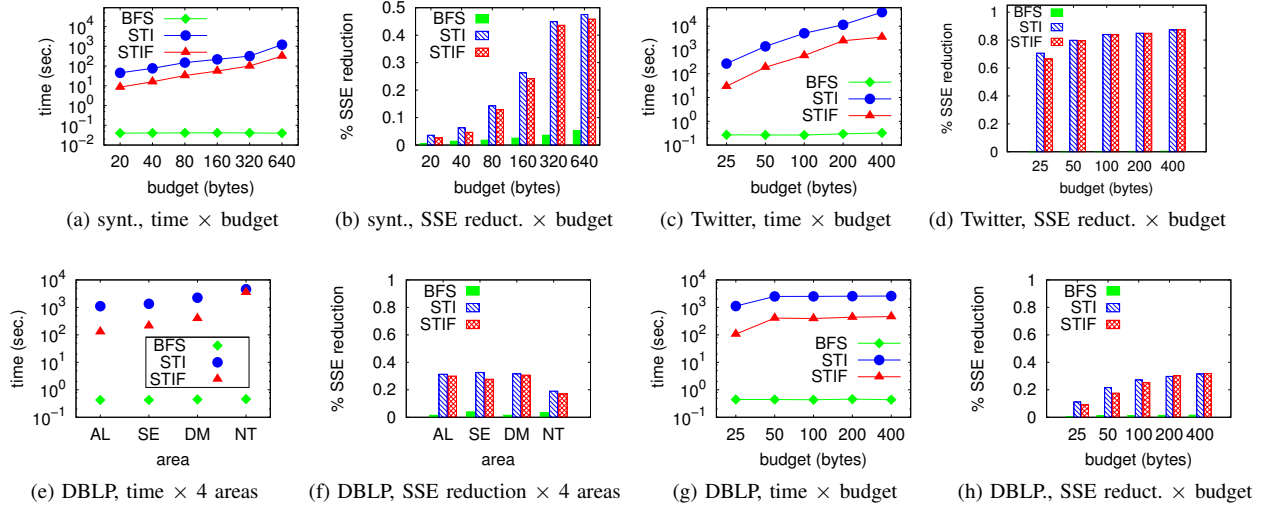 10^5
10^4
10^3
10^2
10^1
10^0
10^-1
10^-2
time (sec.)
BFS
STI
STIF
20 40 80 160 320 640
budget (bytes)
(a) synt., time × budget
0.5
0.4
0.3
0.2
0.1
0
% SSE reduction
BFS
STI
STIF
20 40 80 160 320 640
budget (bytes)
(b) synt., SSE reduct. × budget
10^4
10^3
10^2
10^1
10^0
10^-1
time (sec.)
BFS
STI
STIF
25 50 100 200 400
budget (bytes)
(c) Twitter, time × budget
1
0.8
0.6
0.4
0.2
0
% SSE reduction
BFS
STI
STIF
25 50 100 200 400
budget (bytes)
(d) Twitter, SSE reduct. × budget
10^4
10^3
10^2
10^1
10^0
10^-1
time (sec.)
BFS
STI
STIF
AL SE DM NT
area
(e) DBLP, time × 4 areas
1
0.8
0.6
0.4
0.2
0
% SSE reduction
BFS
STI
STIF
AL SE DM NT
area
(f) DBLP, SSE reduction × 4 areas
10^4
10^3
10^2
10^1
10^0
10^-1
time (sec.)
BFS
STI
STIF
25 50 100 200 400
budget (bytes)
(g) DBLP, time × budget
1
0.8
0.6
0.4
0.2
0
% SSE reduction
BFS
STI
STIF
25 50 100 200 400
budget (bytes)
(h) DBLP., SSE reduct. × budget